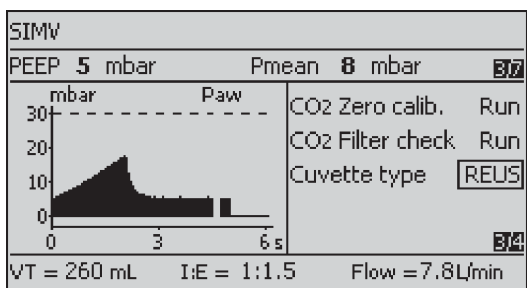 SIMV
PEEP 5 mbar Pmean 8 mbar 3/7
mbar Paw
30
20
10
0
0 3 6 s
CO2 Zero calib. Run
CO2 Filter check Run
Cuvette type REUS
3/4
VT = 260 mL I:E = 1:1.5 Flow = 7.8L/min